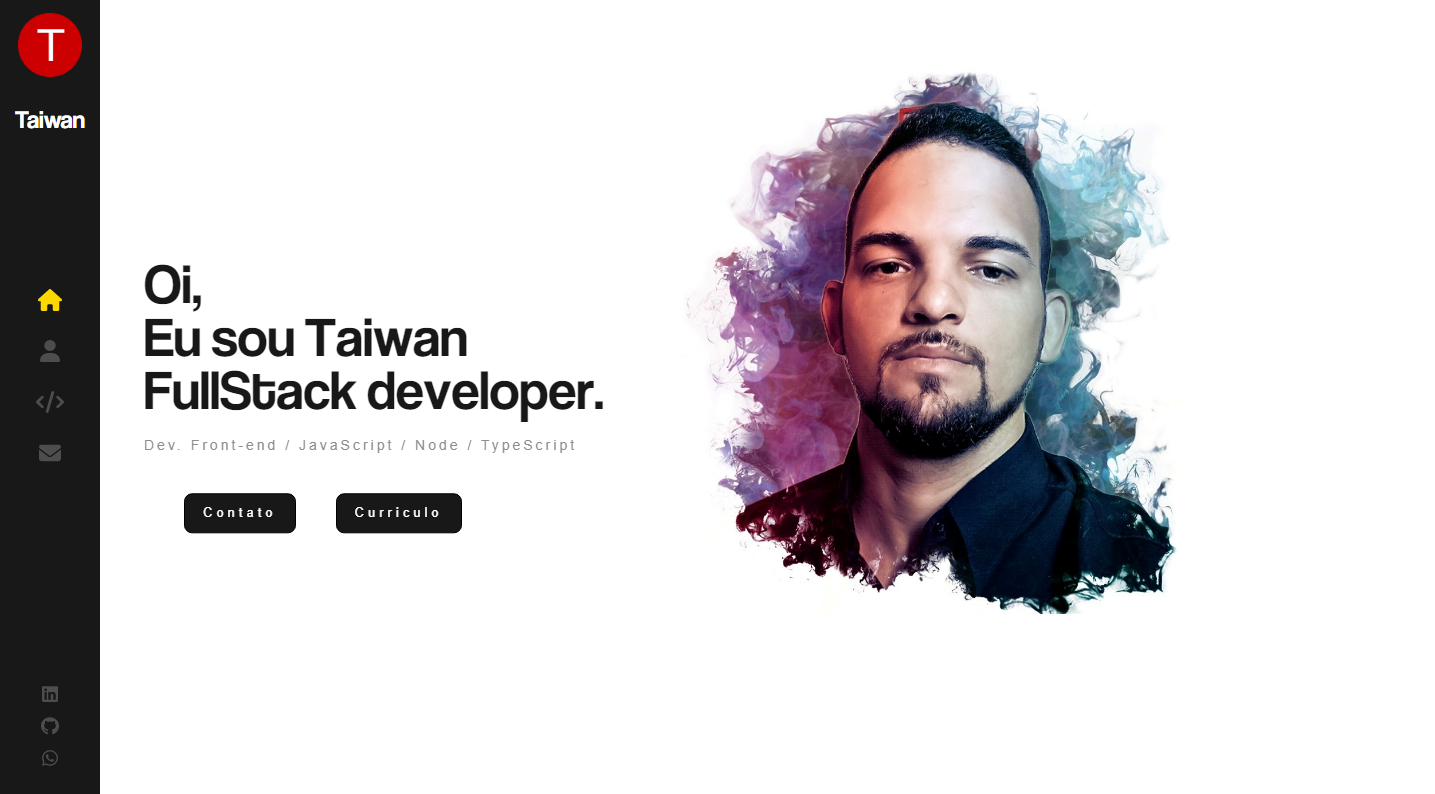 T
Taiwan
Oi,
Eu sou Taiwan
FullStack developer.
Dev. Front-end / JavaScript / Node / TypeScript
Contato
Curriculo